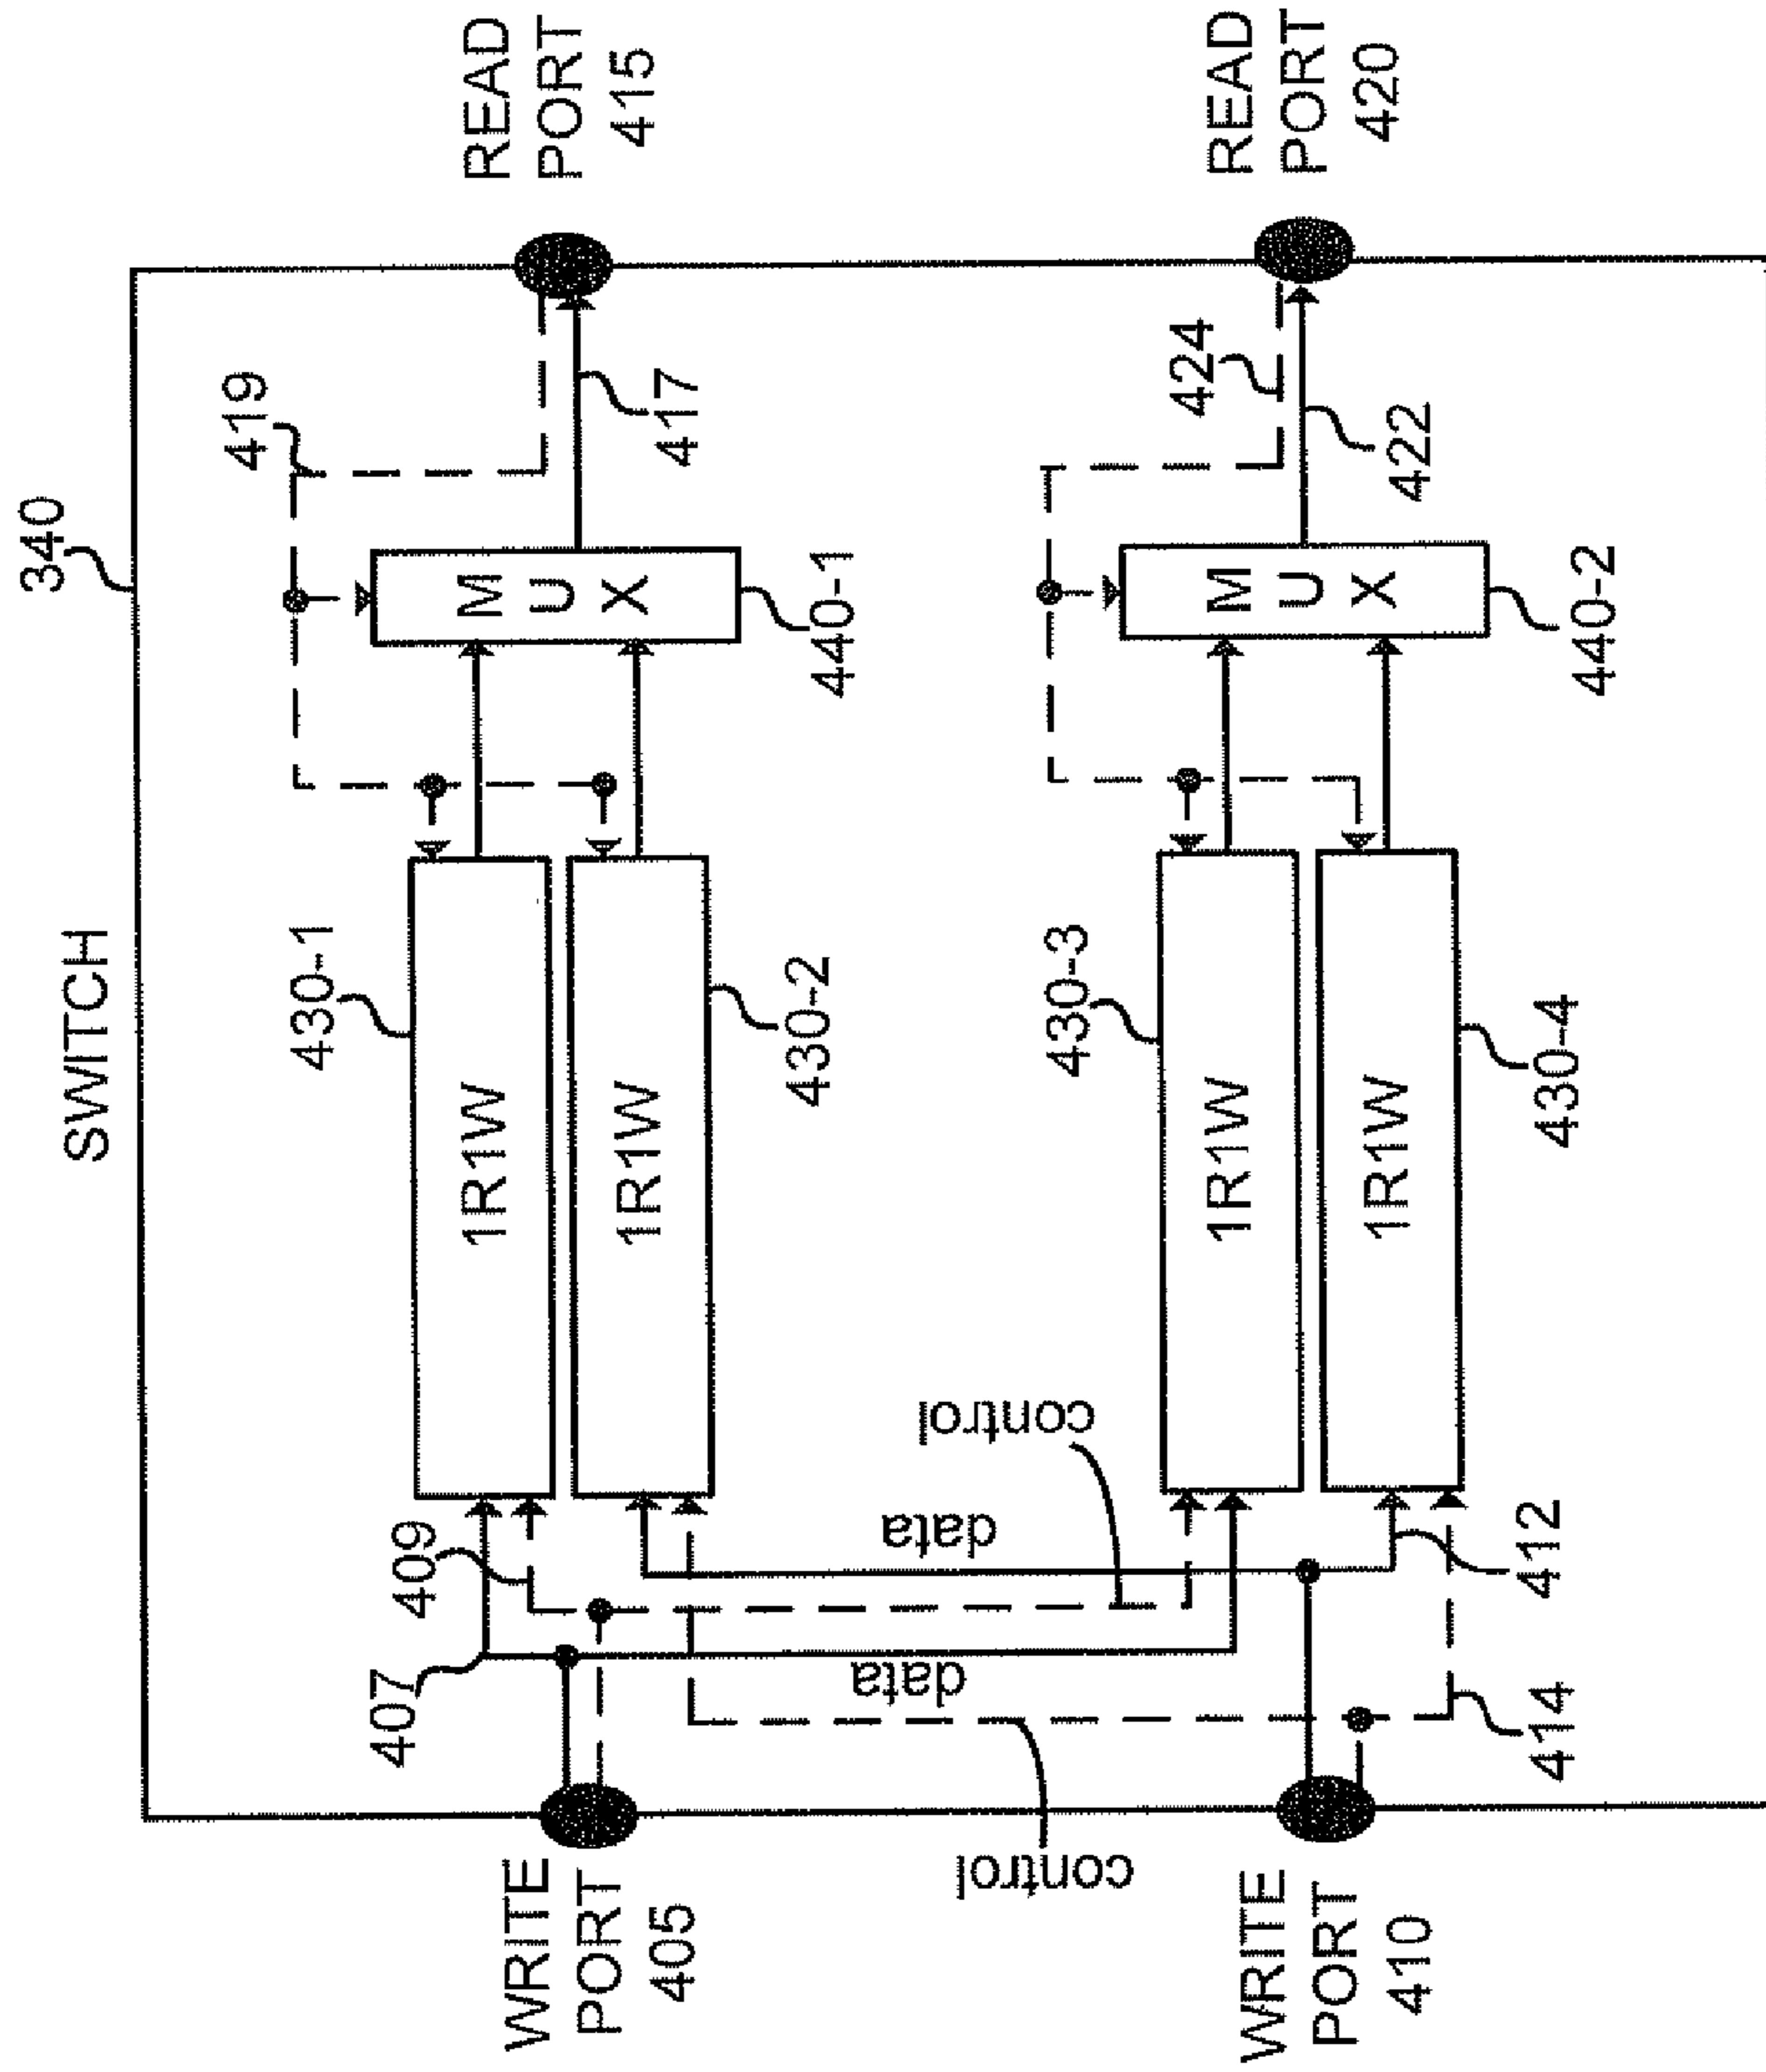 SWITCH
340
WRITE
PORT
405
WRITE
PORT
410
407
409
data
control
data
control
412
414
430-1
1R1W
1R1W
430-2
430-3
1R1W
1R1W
430-4
419
M
U
X
440-1
417
M
U
X
440-2
424
422
READ
PORT
415
READ
PORT
420